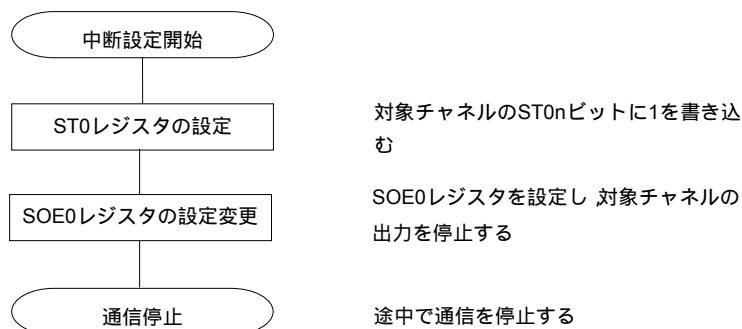 中断設定開始
ST0レジスタの設定
対象チャネルのST0nビットに1を書き込
む
SOE0レジスタの設定変更
SOE0レジスタを設定し,対象チャネルの
出力を停止する
通信停止
途中で通信を停止する